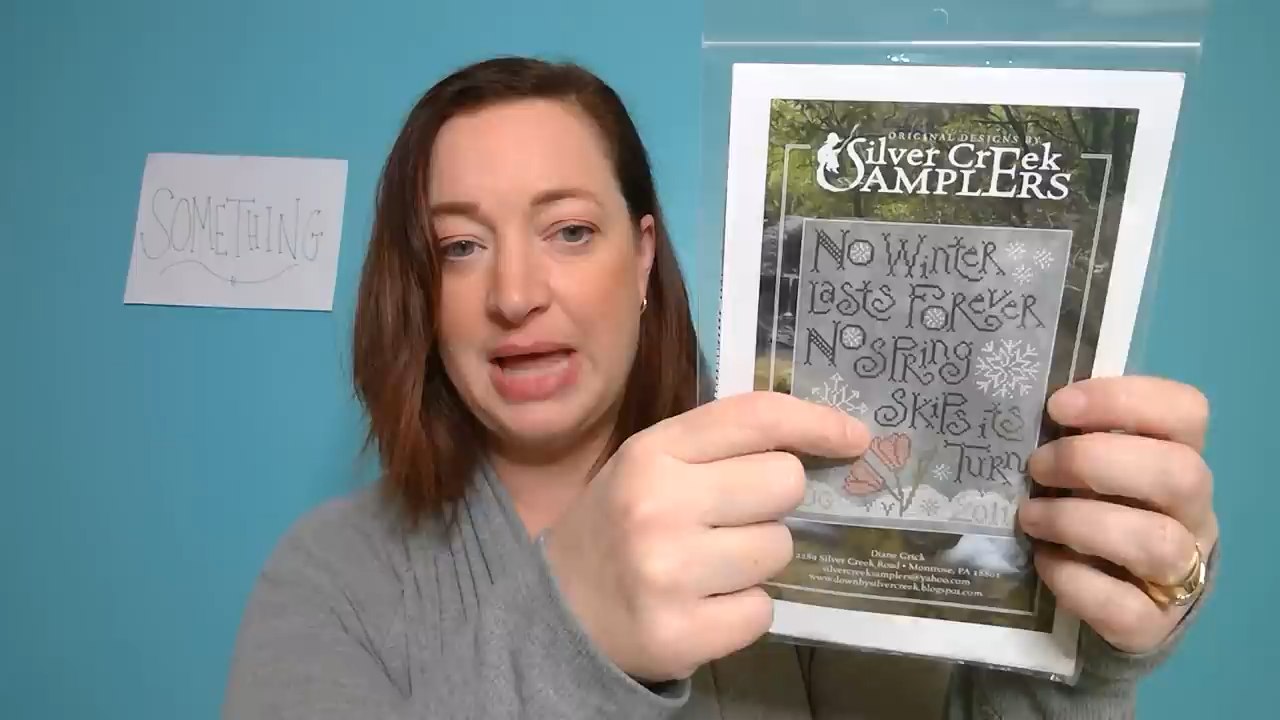 SOMETHING
ORIGINAL DESIGNS BY
Silver CrEek
SAMPLERS
No Winter
Lasts Forever
No Spring
Skips its
Turn
2011
Diane Crick
2289 Silver Creek Road • Montrose, PA 18801
silvercreeksamplers@yahoo.com
www.downbysilvercreek.blogspot.com